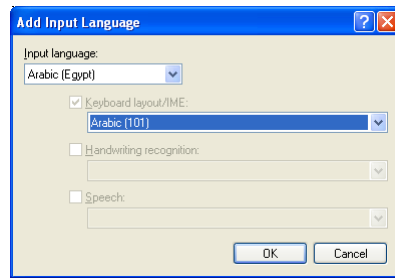 Add Input Language
Input language:
Arabic (Egypt)
Keyboard layout/IME:
Arabic (101)
Handwriting recognition:
Speech:
OK Cancel